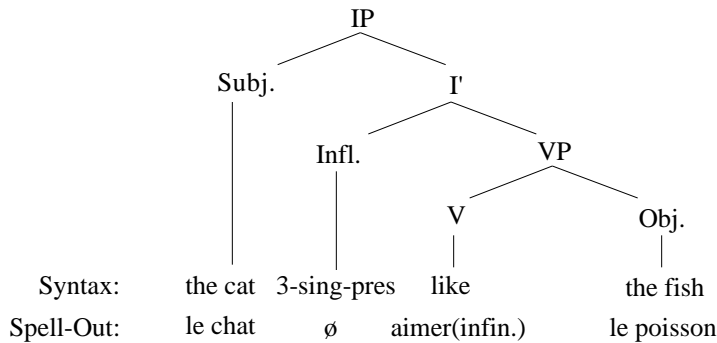 IP
Subj. I'
Infl. VP
V Obj.
Syntax: the cat 3-sing-pres like the fish
Spell-Out: le chat ø aimer(infin.) le poisson